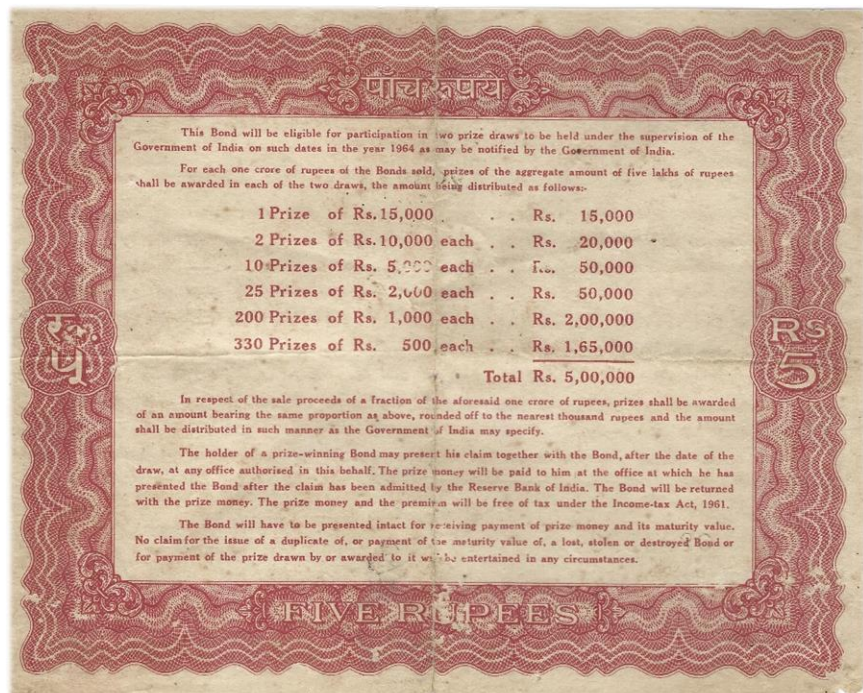 पाँच रुपये
This Bond will be eligible for participation in two prize draws to be held under the supervision of the
Government of India on such dates in the year 1964 as may be notified by the Government of India.
For each one crore of rupees of the Bonds sold, prizes of the aggregate amount of five lakhs of rupees
shall be awarded in each of the two draws, the amount being distributed as follows:-
1 Prize of Rs. 15,000 . . Rs. 15,000
2 Prizes of Rs. 10,000 each . . Rs. 20,000
10 Prizes of Rs. 5,000 each . . Rs. 50,000
25 Prizes of Rs. 2,000 each . . Rs. 50,000
200 Prizes of Rs. 1,000 each . . Rs. 2,00,000
330 Prizes of Rs. 500 each . . Rs. 1,65,000
Total Rs. 5,00,000
रु.
५
RS
5
In respect of the sale proceeds of a fraction of the aforesaid one crore of rupees, prizes shall be awarded
of an amount bearing the same proportion as above, rounded off to the nearest thousand rupees and the amount
shall be distributed in such manner as the Government of India may specify.
The holder of a prize-winning Bond may present his claim together with the Bond, after the date of the
draw, at any office authorised in this behalf. The prize money will be paid to him at the office at which he has
presented the Bond after the claim has been admitted by the Reserve Bank of India. The Bond will be returned
with the prize money. The prize money and the premium will be free of tax under the Income-tax Act, 1961.
The Bond will have to be presented intact for receiving payment of prize money and its maturity value.
No claim for the issue of a duplicate of, or payment of the maturity value of, a lost, stolen or destroyed Bond or
for payment of the prize drawn by or awarded to it will be entertained in any circumstances.
FIVE RUPEES